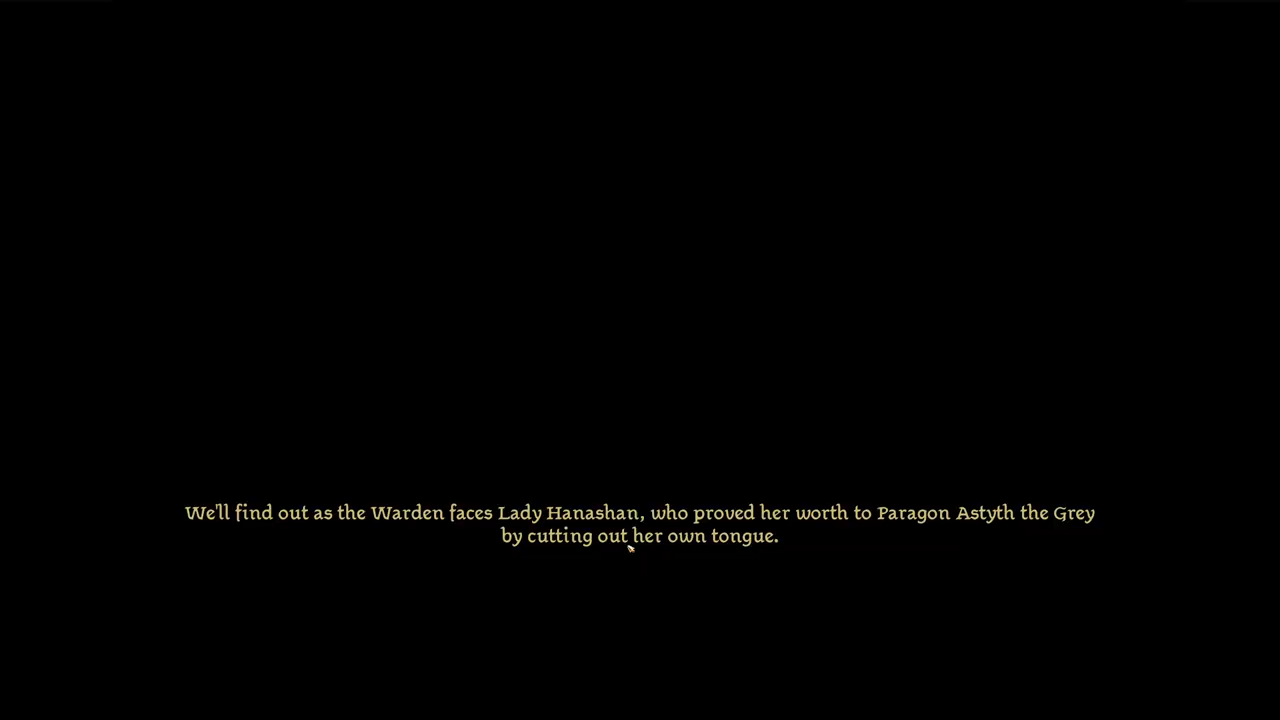 We'll find out as the Warden faces Lady Hanashan, who proved her worth to Paragon Astyth the Grey
by cutting out her own tongue.